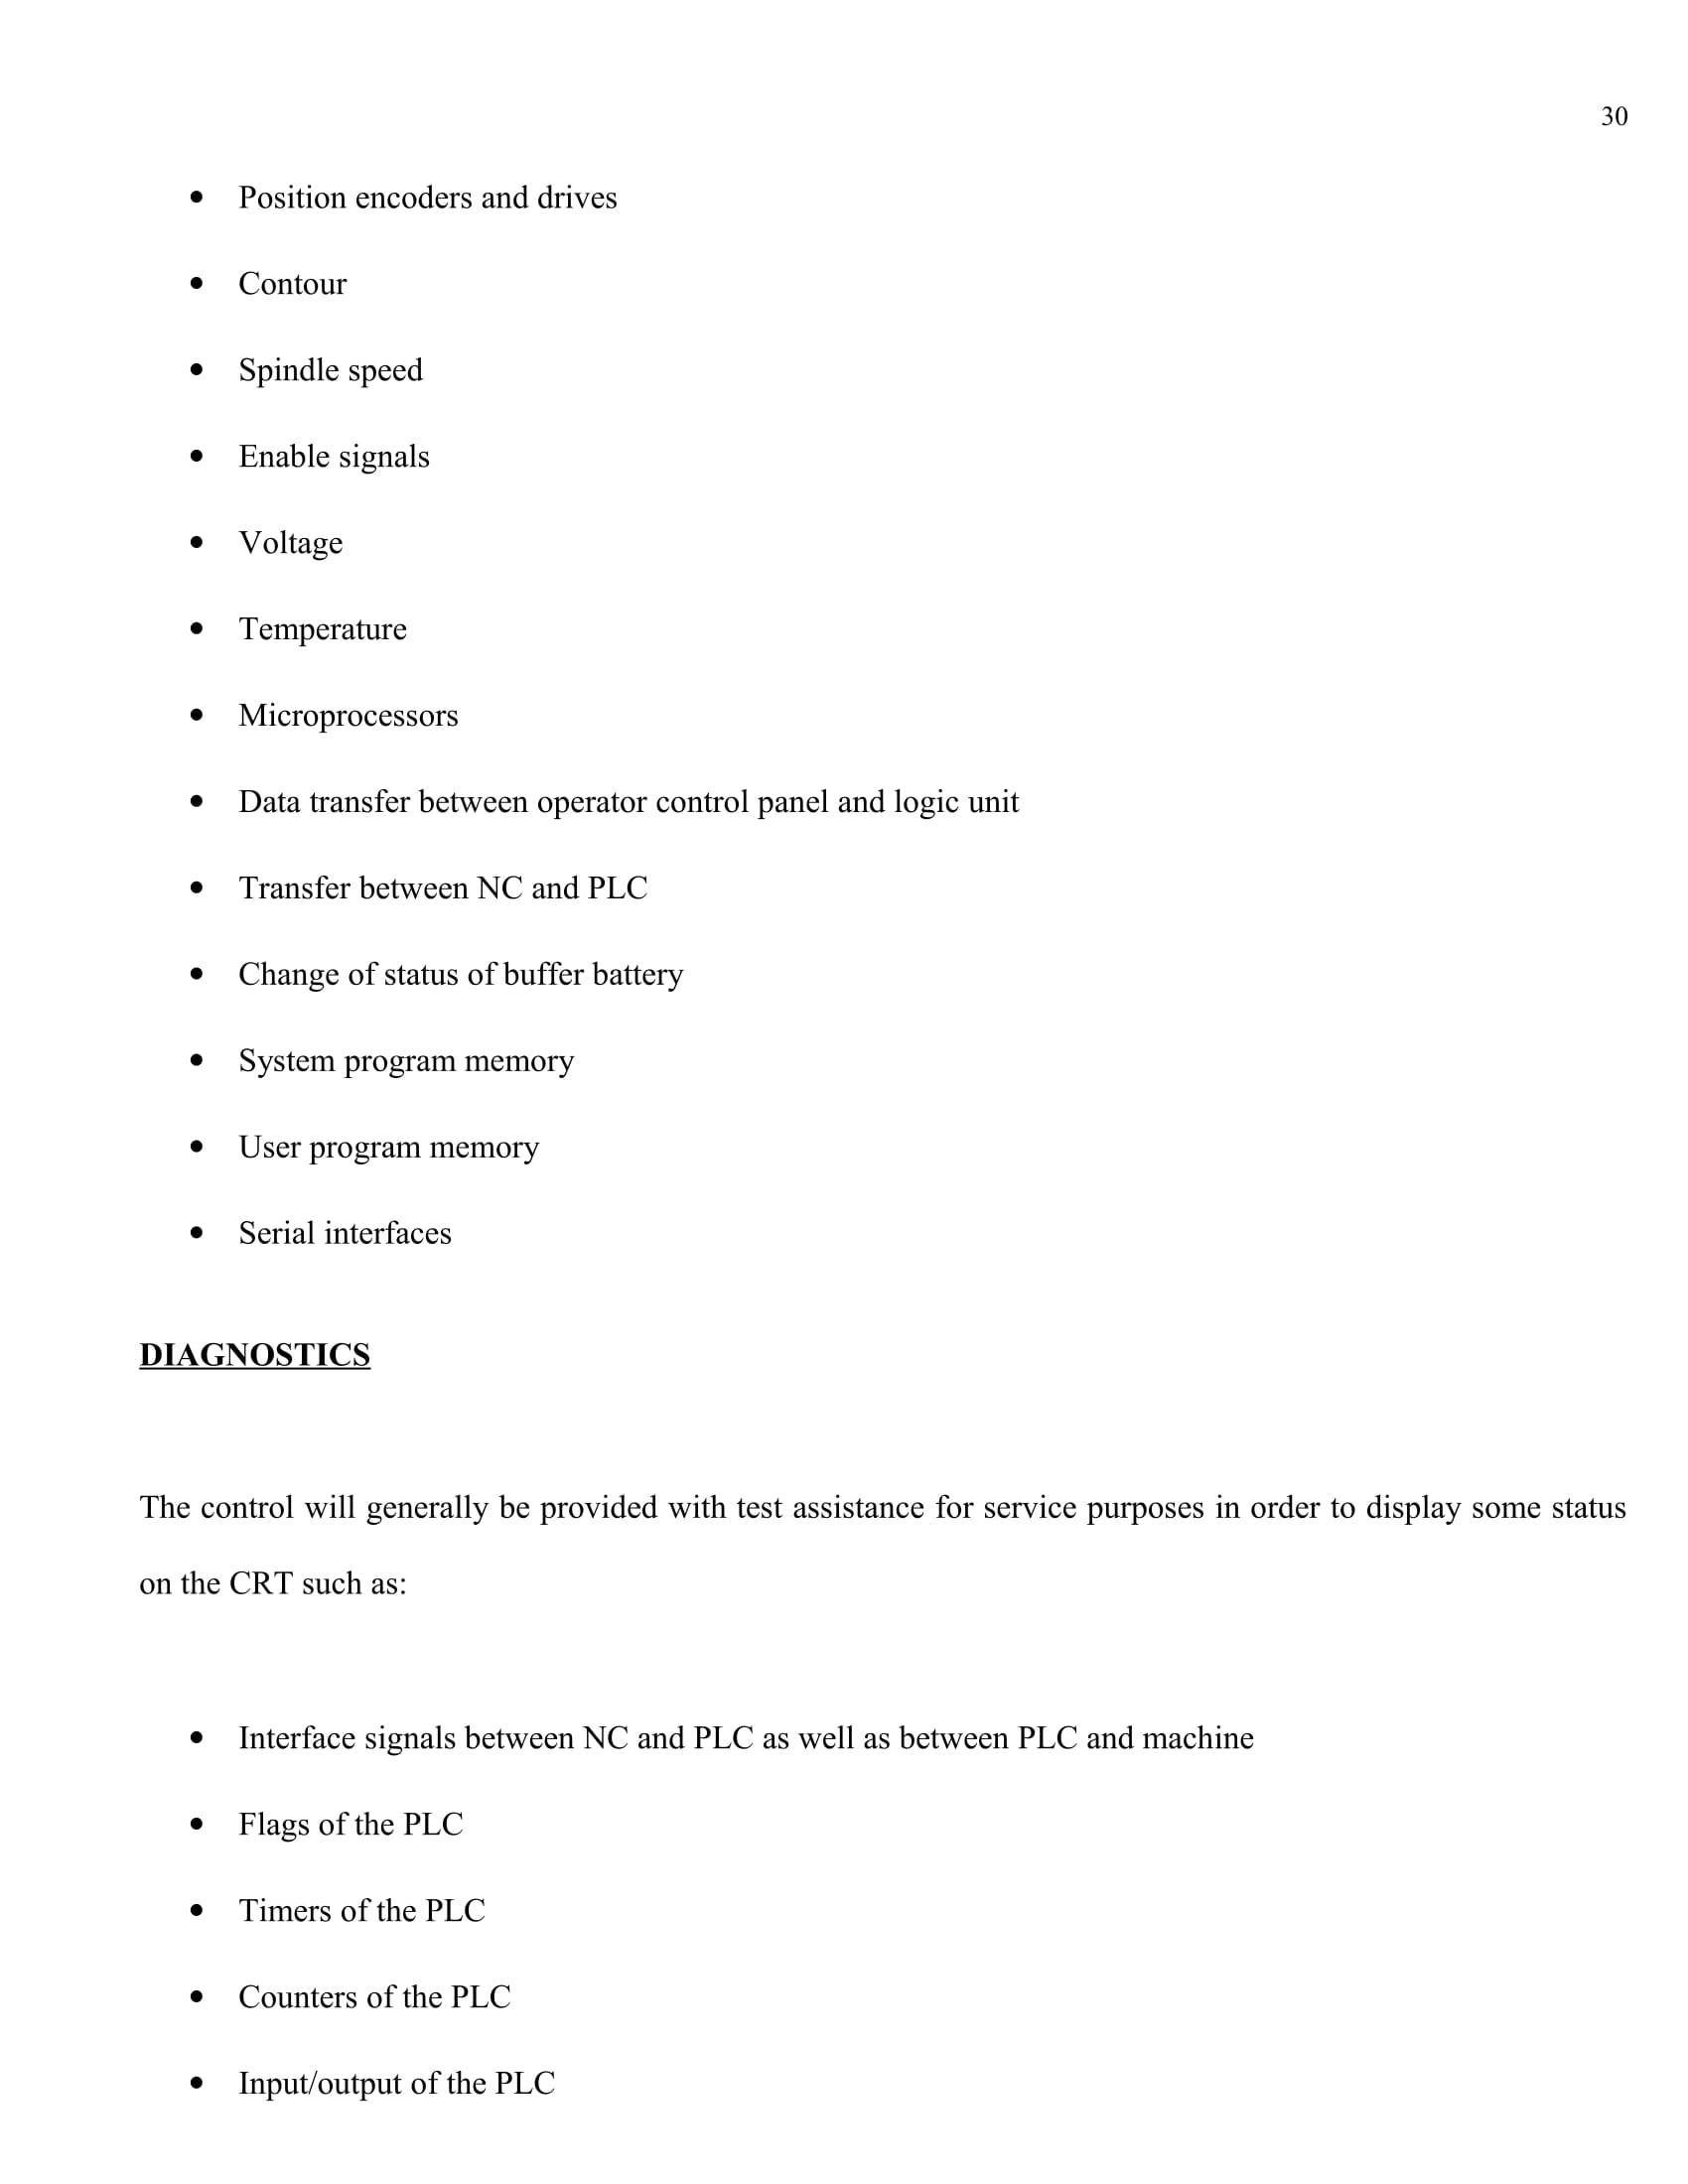 30
• Position encoders and drives
• Contour
• Spindle speed
• Enable signals
• Voltage
• Temperature
• Microprocessors
• Data transfer between operator control panel and logic unit
• Transfer between NC and PLC
• Change of status of buffer battery
• System program memory
• User program memory
• Serial interfaces
DIAGNOSTICS
The control will generally be provided with test assistance for service purposes in order to display some status
on the CRT such as:
• Interface signals between NC and PLC as well as between PLC and machine
• Flags of the PLC
• Timers of the PLC
• Counters of the PLC
• Input/output of the PLC